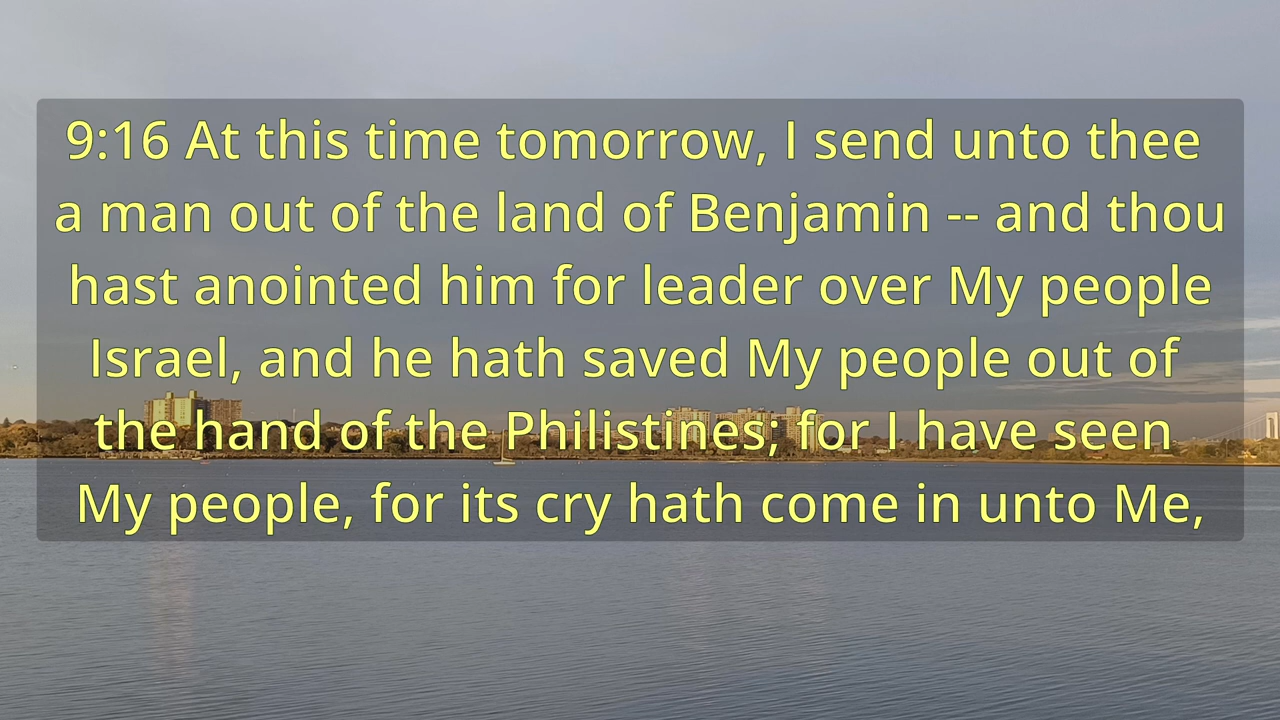 9:16 At this time tomorrow, I send unto thee
a man out of the land of Benjamin -- and thou
hast anointed him for leader over My people
Israel, and he hath saved My people out of
the hand of the Philistines; for I have seen
My people, for its cry hath come in unto Me,